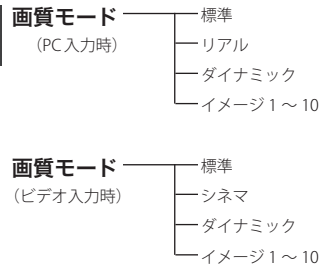 画質モード
標準
（PC入力時）
リアル
ダイナミック
イメージ 1 ～ 10
画質モード
標準
（ビデオ入力時）
シネマ
ダイナミック
イメージ 1 ～ 10